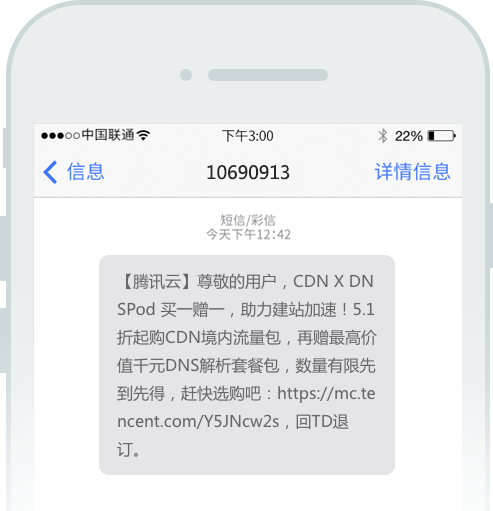 中国联通 下午3:00 22%
信息 10690913 详情信息
短信/彩信
今天下午12:42
【腾讯云】尊敬的用户，CDN X DN
SPod 买一赠一，助力建站加速！5.1
折起购CDN境内流量包，再赠最高价
值千元DNS解析套餐包，数量有限先
到先得，赶快选购吧：https://mc.te
ncent.com/Y5JNcw2s，回TD退
订。